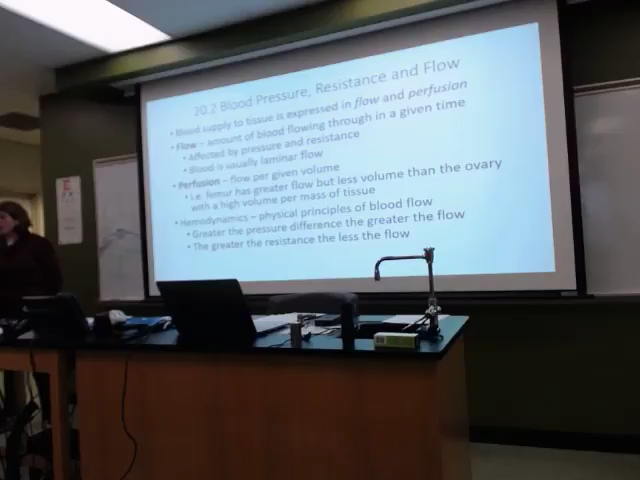 20.2 Blood Pressure, Resistance and Flow
• Blood supply to tissue is expressed in flow and perfusion
• Flow – amount of blood flowing through in a given time
• Affected by pressure and resistance
• Blood is usually laminar flow
• Perfusion – flow per given volume
• i.e. femur has greater flow but less volume than the ovary
with a high volume per mass of tissue
• Hemodynamics – physical principles of blood flow
• Greater the pressure difference the greater the flow
• The greater the resistance the less the flow